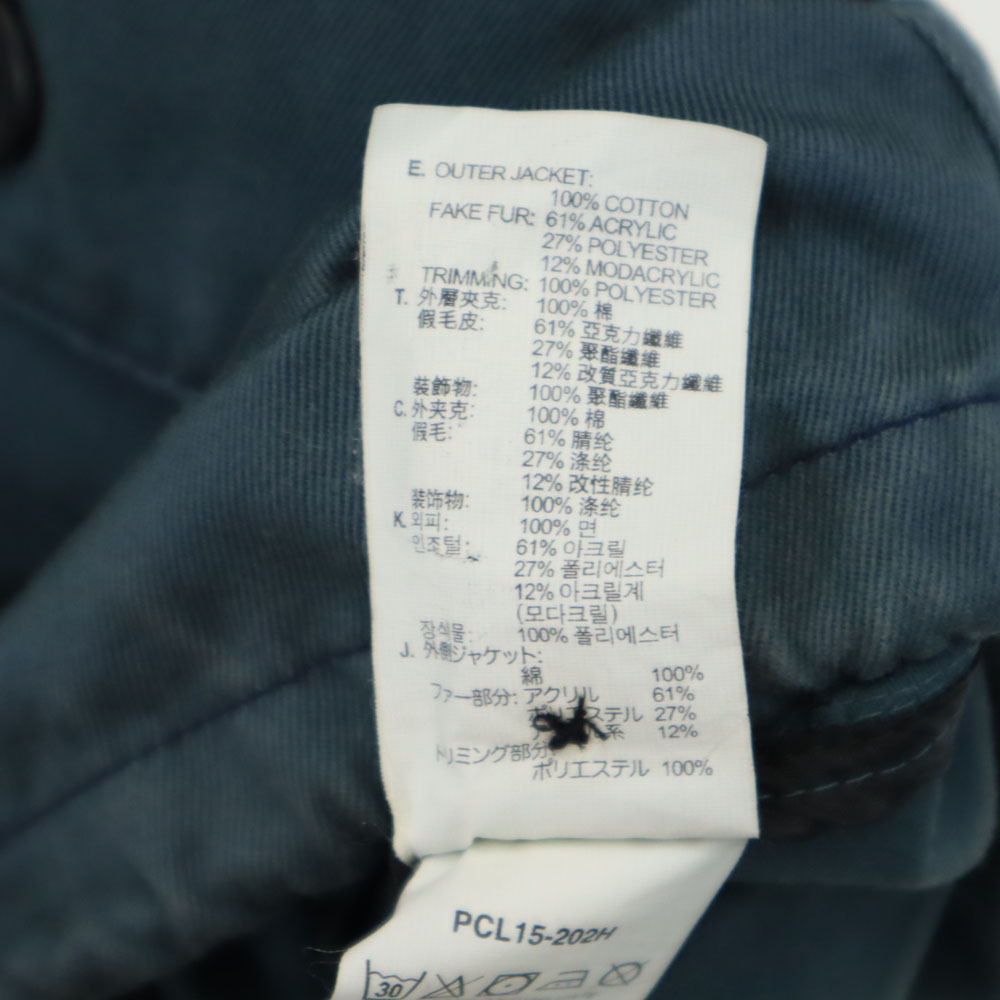 E. OUTER JACKET:
100% COTTON
FAKE FUR: 61% ACRYLIC
27% POLYESTER
12% MODACRYLIC
TRIMMING: 100% POLYESTER
T. 外層夾克: 100% 棉
假毛皮: 61% 亞克力纖維
27% 聚酯纖維
12% 改質亞克力纖維
装飾物: 100% 聚酯纖維
C. 外夹克: 100% 棉
假毛: 61% 腈纶
27% 涤纶
12% 改性腈纶
装饰物: 100% 涤纶
K. 외피: 100% 면
인조털: 61% 아크릴
27% 폴리에스터
12% 아크릴계
(모다크릴)
장식물: 100% 폴리에스터
J. 外側ジャケット:
綿 100%
ファー部分: アクリル 61%
ポリエステル 27%
系 12%
トリミング部分:
ポリエステル 100%
PCL15-202H
30